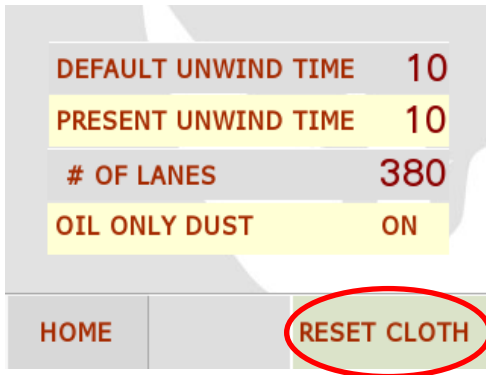 DEFAULT UNWIND TIME 10
PRESENT UNWIND TIME 10
# OF LANES 380
OIL ONLY DUST ON
HOME RESET CLOTH